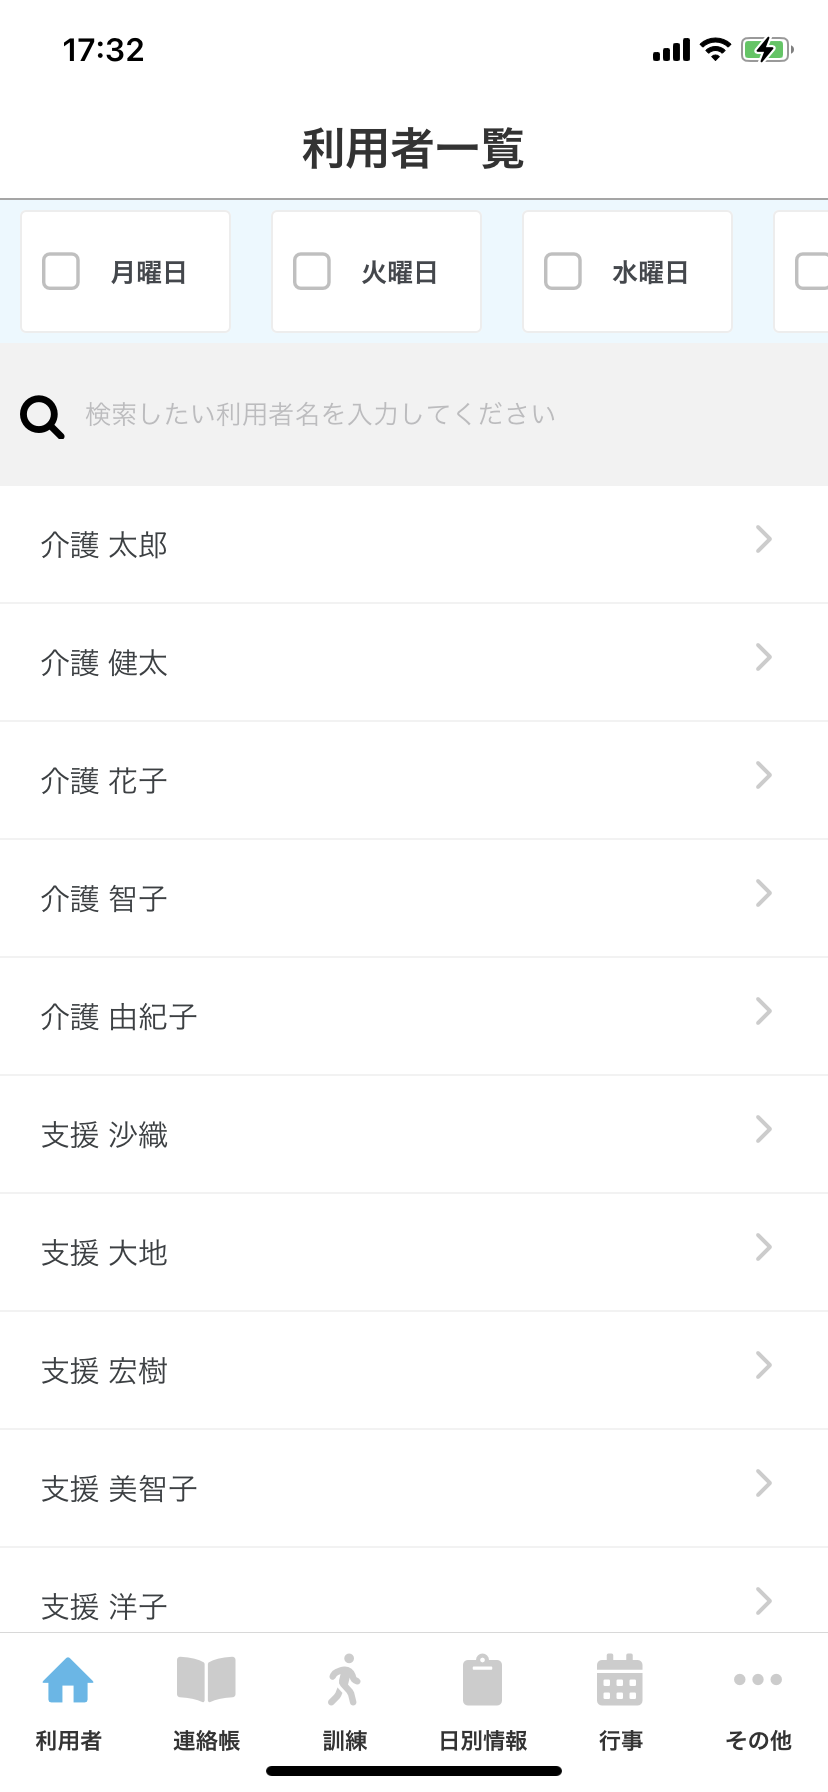 17:32
利用者一覧
月曜日 火曜日 水曜日
検索したい利用者名を入力してください
介護 太郎
介護 健太
介護 花子
介護 智子
介護 由紀子
支援 沙織
支援 大地
支援 宏樹
支援 美智子
支援 洋子
利用者 連絡帳 訓練 日別情報 行事 その他